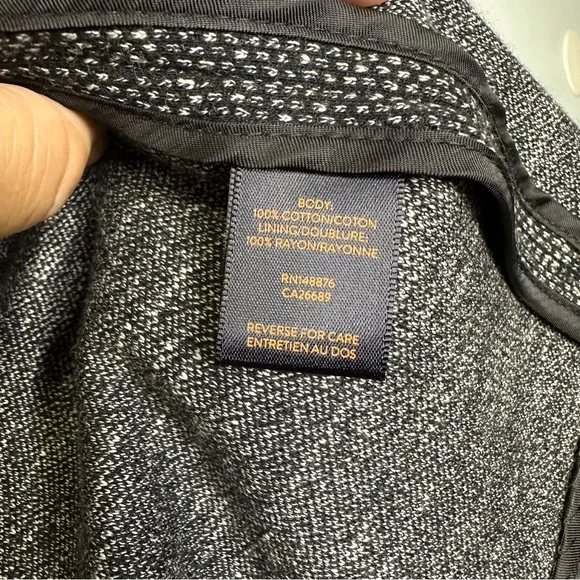 BODY:
100% COTTON/COTON
LINING/DOUBLURE:
100% RAYON/RAYONNE
RN148876
CA26689
REVERSE FOR CARE
ENTRETIEN AU DOS